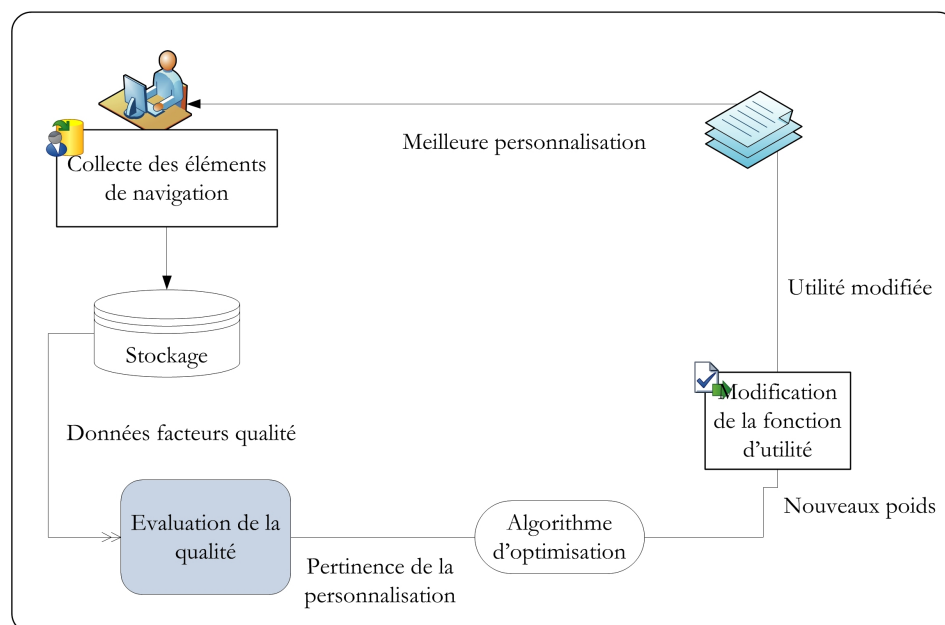 Meilleure personnalisation
Collecte des éléments
de navigation
Utilité modifiée
Stockage
Modification
de la fonction
d'utilité
Données facteurs qualité
Nouveaux poids
Evaluation de la
qualité
Algorithme
d'optimisation
Pertinence de la
personnalisation